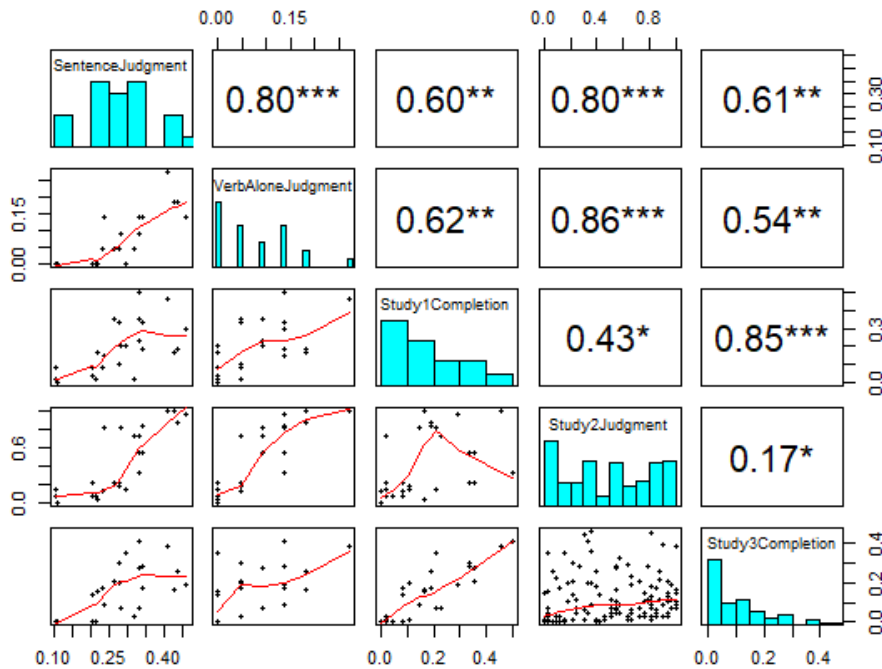 0.00 0.15
0.0 0.4 0.8
SentenceJudgment
0.80***
0.60**
0.80***
0.61**
0.10 0.30
0.00 0.15
VerbAloneJudgment
0.62**
0.86***
0.54**
Study1Completion
0.43*
0.85***
0.0 0.3
0.0 0.6
Study2Judgment
0.17*
Study3Completion
0.0 0.2 0.4
0.10 0.25 0.40
0.0 0.2 0.4
0.0 0.2 0.4